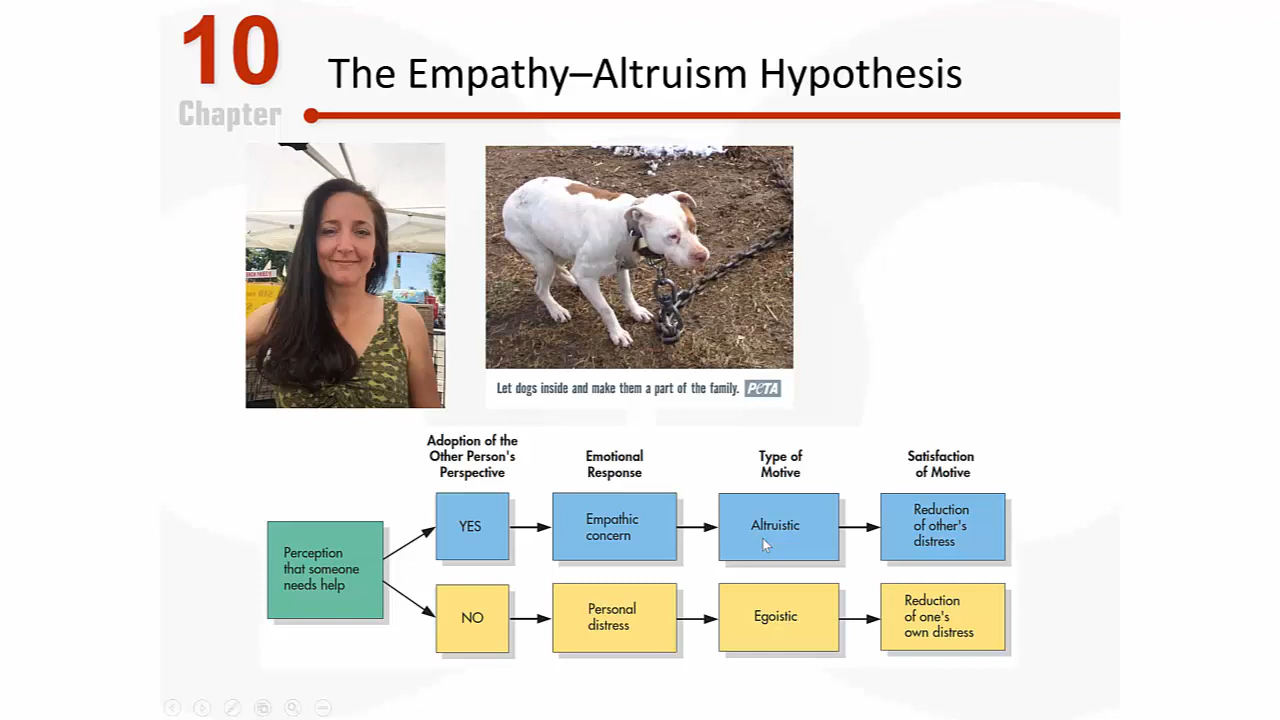 10
Chapter
The Empathy–Altruism Hypothesis
Let dogs inside and make them a part of the family. PETA
Adoption of the
Other Person's
Perspective
Emotional
Response
Type of
Motive
Satisfaction
of Motive
Perception
that someone
needs help
YES
Empathic
concern
Altruistic
Reduction
of other's
distress
NO
Personal
distress
Egoistic
Reduction
of one's
own distress